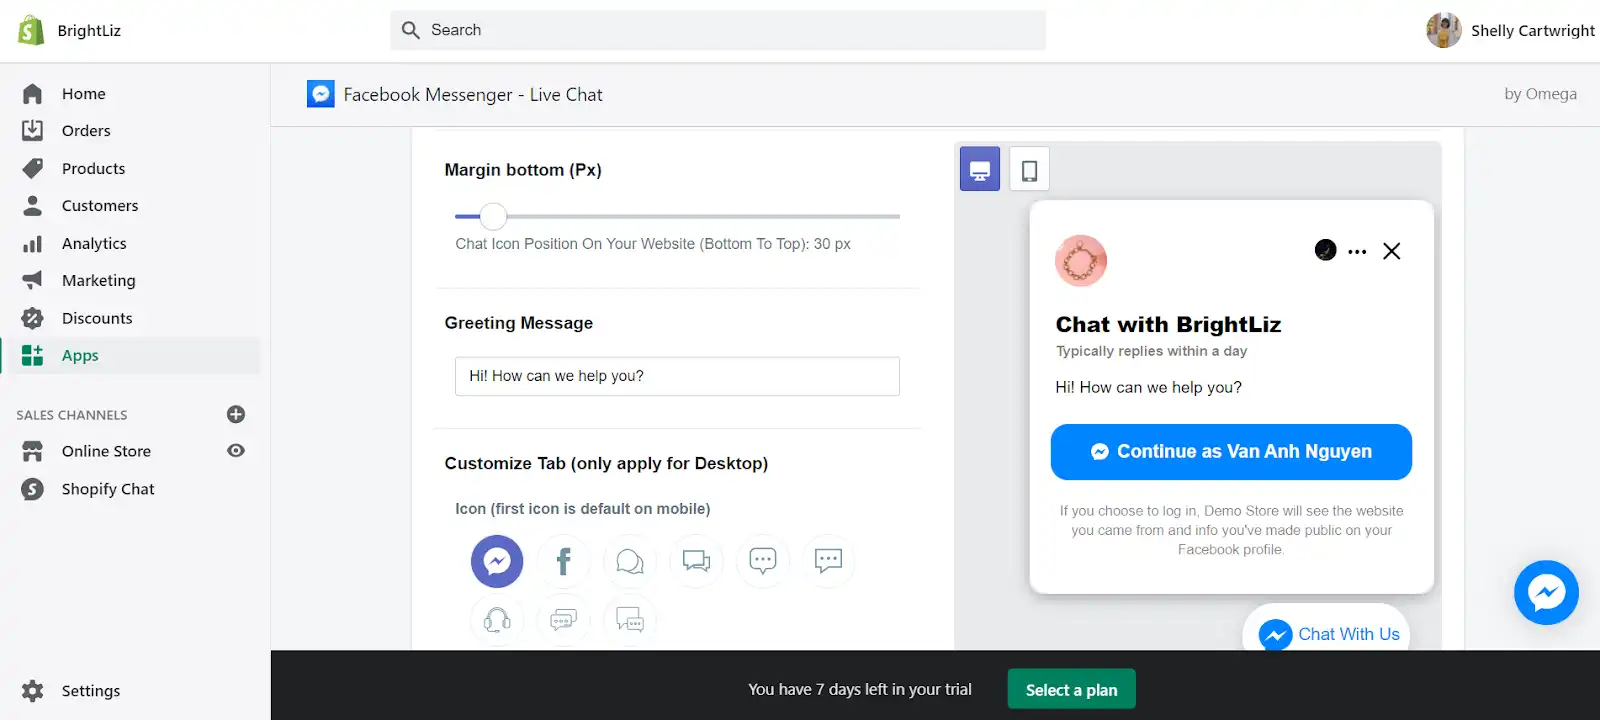 BrightLiz
Search
Shelly Cartwright
Home
Orders
Products
Customers
Analytics
Marketing
Discounts
Apps
SALES CHANNELS
Online Store
Shopify Chat
Settings
Facebook Messenger - Live Chat
by Omega
Margin bottom (Px)
Chat Icon Position On Your Website (Bottom To Top): 30 px
Greeting Message
Hi! How can we help you?
Customize Tab (only apply for Desktop)
Icon (first icon is default on mobile)
Chat with BrightLiz
Typically replies within a day
Hi! How can we help you?
Continue as Van Anh Nguyen
If you choose to log in, Demo Store will see the website
you came from and info you've made public on your
Facebook profile.
Chat With Us
You have 7 days left in your trial
Select a plan